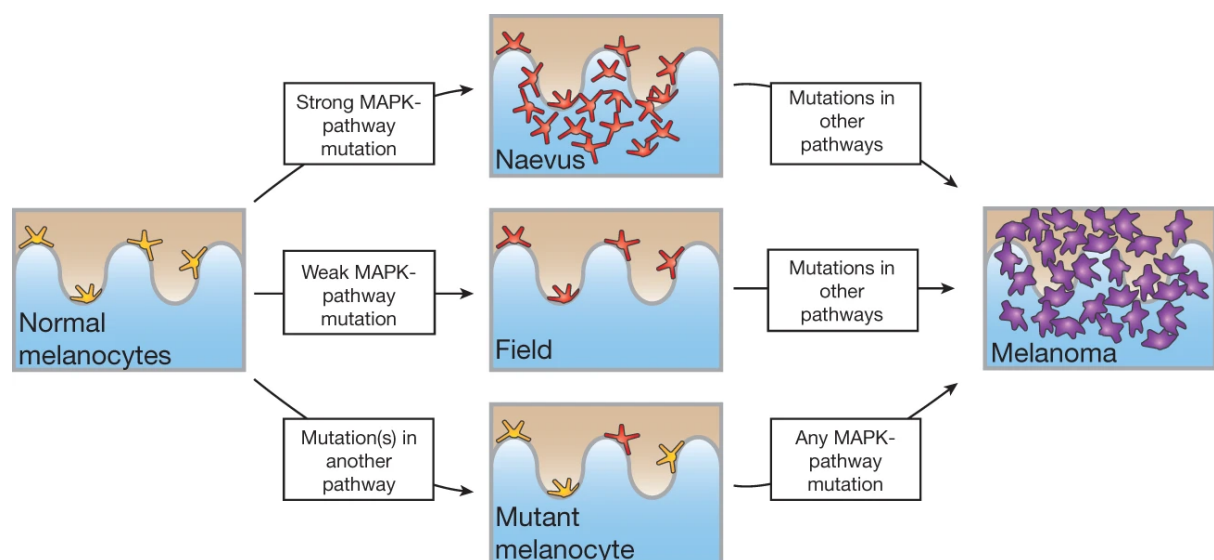 Strong MAPK-
pathway
mutation
Naevus
Mutations in
other
pathways
Normal
melanocytes
Weak MAPK-
pathway
mutation
Field
Mutations in
other
pathways
Melanoma
Mutation(s) in
another
pathway
Mutant
melanocyte
Any MAPK-
pathway
mutation